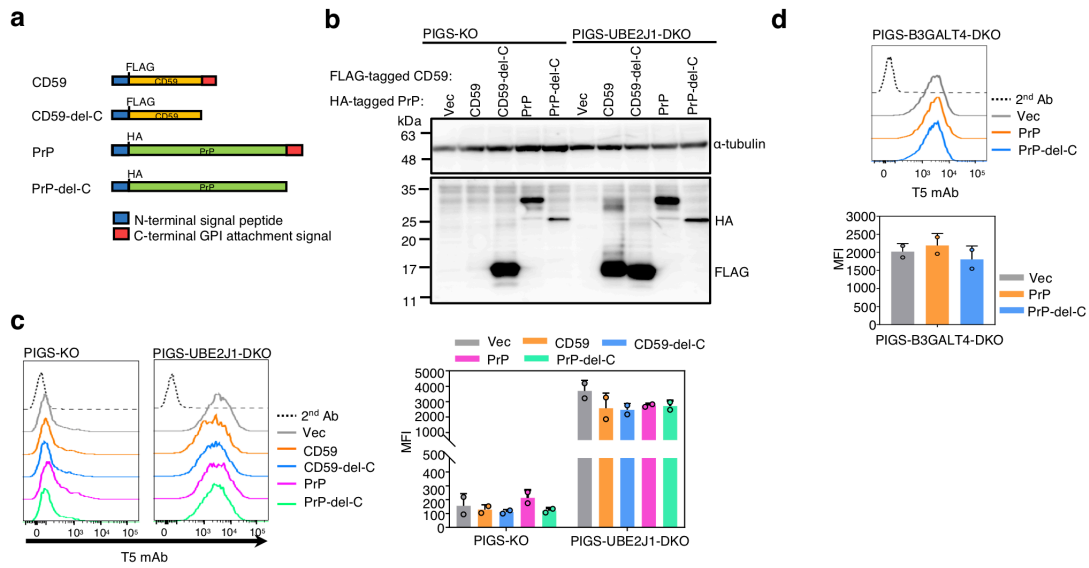 a
FLAG
CD59
CD59
FLAG
CD59-del-C
CD59
HA
PrP
PrP
HA
PrP-del-C
PrP
N-terminal signal peptide
C-terminal GPI attachment signal
b
PIGS-KO
PIGS-UBE2J1-DKO
FLAG-tagged CD59:
HA-tagged PrP:
Vec
CD59
CD59-del-C
PrP
PrP-del-C
Vec
CD59
CD59-del-C
PrP
PrP-del-C
kDa
63
48
α-tubulin
35
25
20
17
11
HA
FLAG
c
PIGS-KO
PIGS-UBE2J1-DKO
0 10³ 10⁴ 10⁵
0 10³ 10⁴ 10⁵
T5 mAb
2ⁿᵈ Ab
Vec
CD59
CD59-del-C
PrP
PrP-del-C
Vec
CD59
CD59-del-C
PrP
PrP-del-C
MFI
5000
4000
3000
2000
1000
500
200
100
0
PIGS-KO
PIGS-UBE2J1-DKO
d
PIGS-B3GALT4-DKO
2ⁿᵈ Ab
Vec
PrP
PrP-del-C
0 10³ 10⁴ 10⁵
T5 mAb
MFI
3000
2500
2000
1500
1000
500
0
Vec
PrP
PrP-del-C
PIGS-B3GALT4-DKO